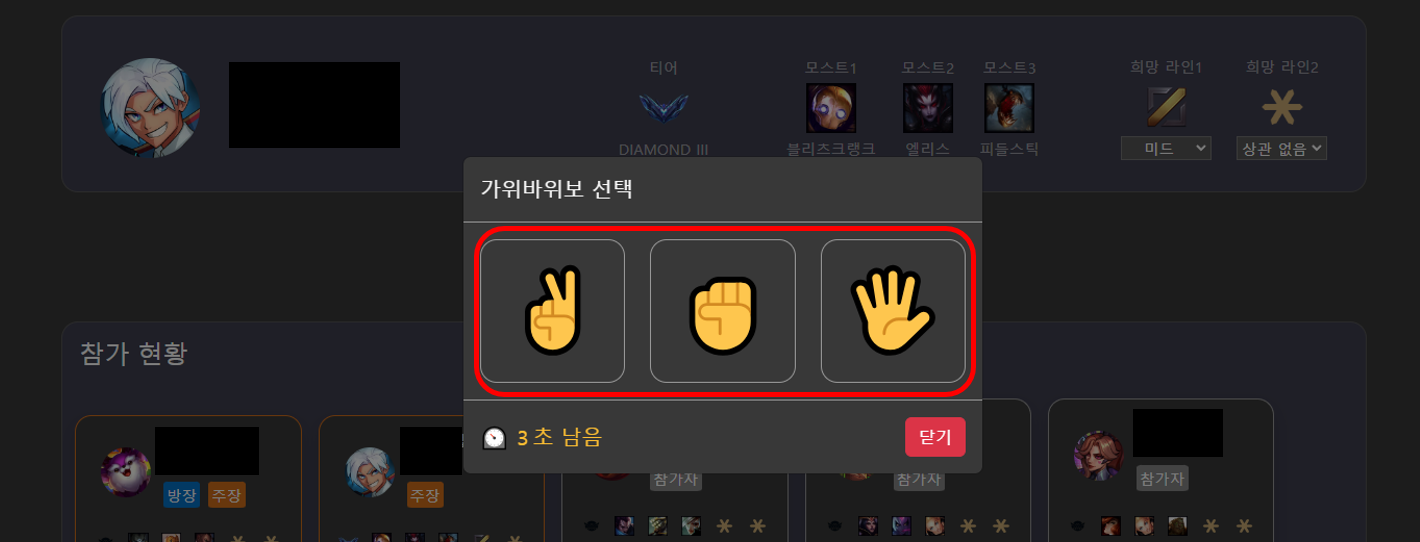 티어
모스트1 모스트2 모스트3
희망 라인1 희망 라인2
DIAMOND III
블리츠크랭크 엘리스 피들스틱
미드 상관 없음
가위바위보 선택
참가 현황
3 초 남음
닫기
방장 주장
주장
참가자
참가자
참가자